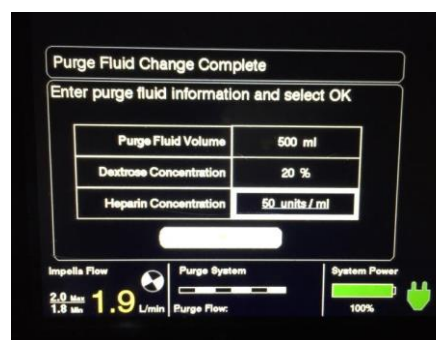 Purge Fluid Change Complete
Enter purge fluid information and select OK
Purge Fluid Volume 500 ml
Dextrose Concentration 20 %
Heparin Concentration 50 units / ml
Impella Flow Purge System System Power
2.0 Max
1.8 Min 1.9 L/min Purge Flow: 100%